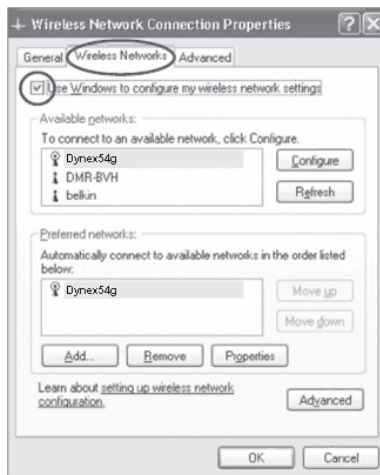 Wireless Network Connection Properties
General Wireless Networks Advanced
Use Windows to configure my wireless network settings
Available networks:
To connect to an available network, click Configure.
Dynex54g
DMR-BVH
belkin
Configure
Refresh
Preferred networks:
Automatically connect to available networks in the order listed
below:
Dynex54g
Move up
Move down
Add... Remove Properties
Learn about setting up wireless network
configuration.
Advanced
OK Cancel